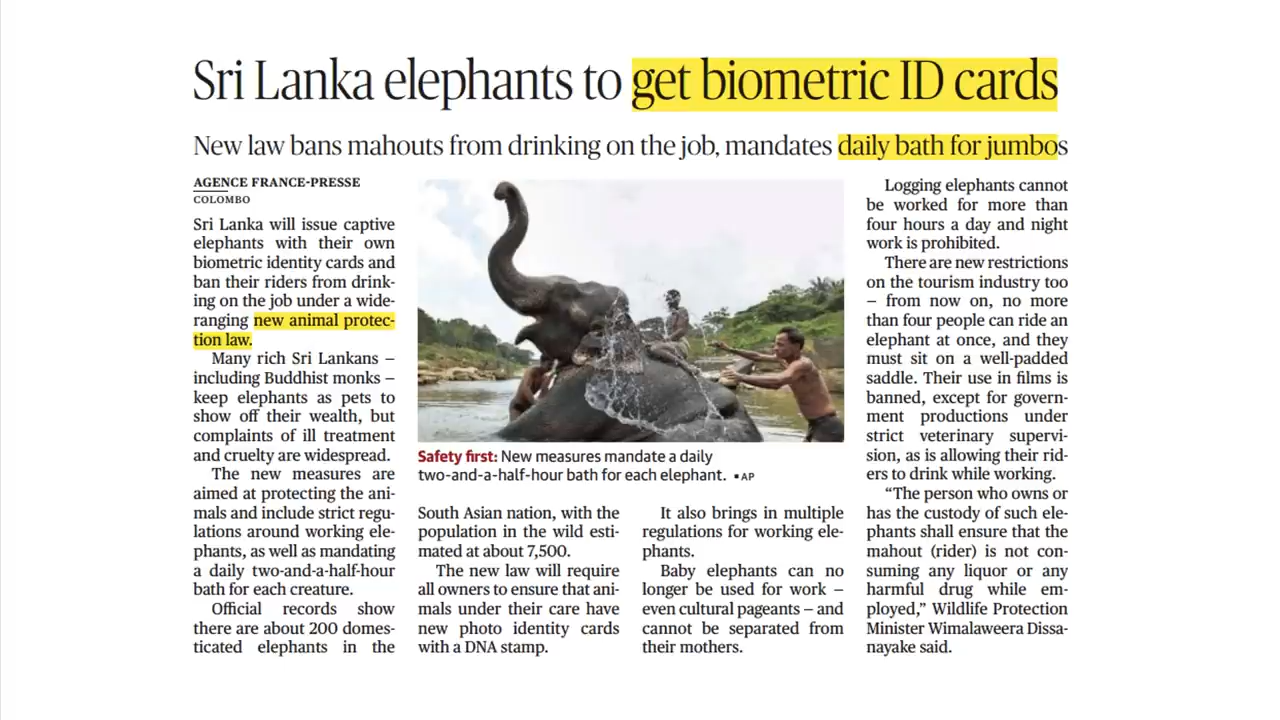 Sri Lanka elephants to get biometric ID cards
New law bans mahouts from drinking on the job, mandates daily bath for jumbos
AGENCE FRANCE-PRESSE
COLOMBO
Sri Lanka will issue captive
elephants with their own
biometric identity cards and
ban their riders from drink-
ing on the job under a wide-
ranging new animal protec-
tion law.
Many rich Sri Lankans –
including Buddhist monks –
keep elephants as pets to
show off their wealth, but
complaints of ill treatment
and cruelty are widespread.
The new measures are
aimed at protecting the ani-
mals and include strict regu-
lations around working ele-
phants, as well as mandating
a daily two-and-a-half-hour
bath for each creature.
Official records show
there are about 200 domes-
ticated elephants in the
Safety first: New measures mandate a daily
two-and-a-half-hour bath for each elephant. ▪ AP
South Asian nation, with the
population in the wild esti-
mated at about 7,500.
The new law will require
all owners to ensure that ani-
mals under their care have
new photo identity cards
with a DNA stamp.
It also brings in multiple
regulations for working ele-
phants.
Baby elephants can no
longer be used for work –
even cultural pageants – and
cannot be separated from
their mothers.
Logging elephants cannot
be worked for more than
four hours a day and night
work is prohibited.
There are new restrictions
on the tourism industry too
– from now on, no more
than four people can ride an
elephant at once, and they
must sit on a well-padded
saddle. Their use in films is
banned, except for govern-
ment productions under
strict veterinary supervi-
sion, as is allowing their rid-
ers to drink while working.
“The person who owns or
has the custody of such ele-
phants shall ensure that the
mahout (rider) is not con-
suming any liquor or any
harmful drug while em-
ployed,” Wildlife Protection
Minister Wimalaweera Dissa-
nayake said.